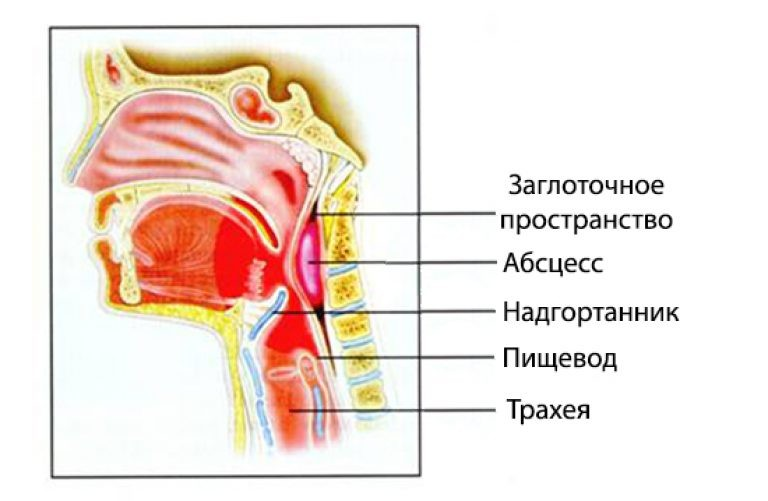 Заглоточное
пространство
Абсцесс
Надгортанник
Пищевод
Трахея